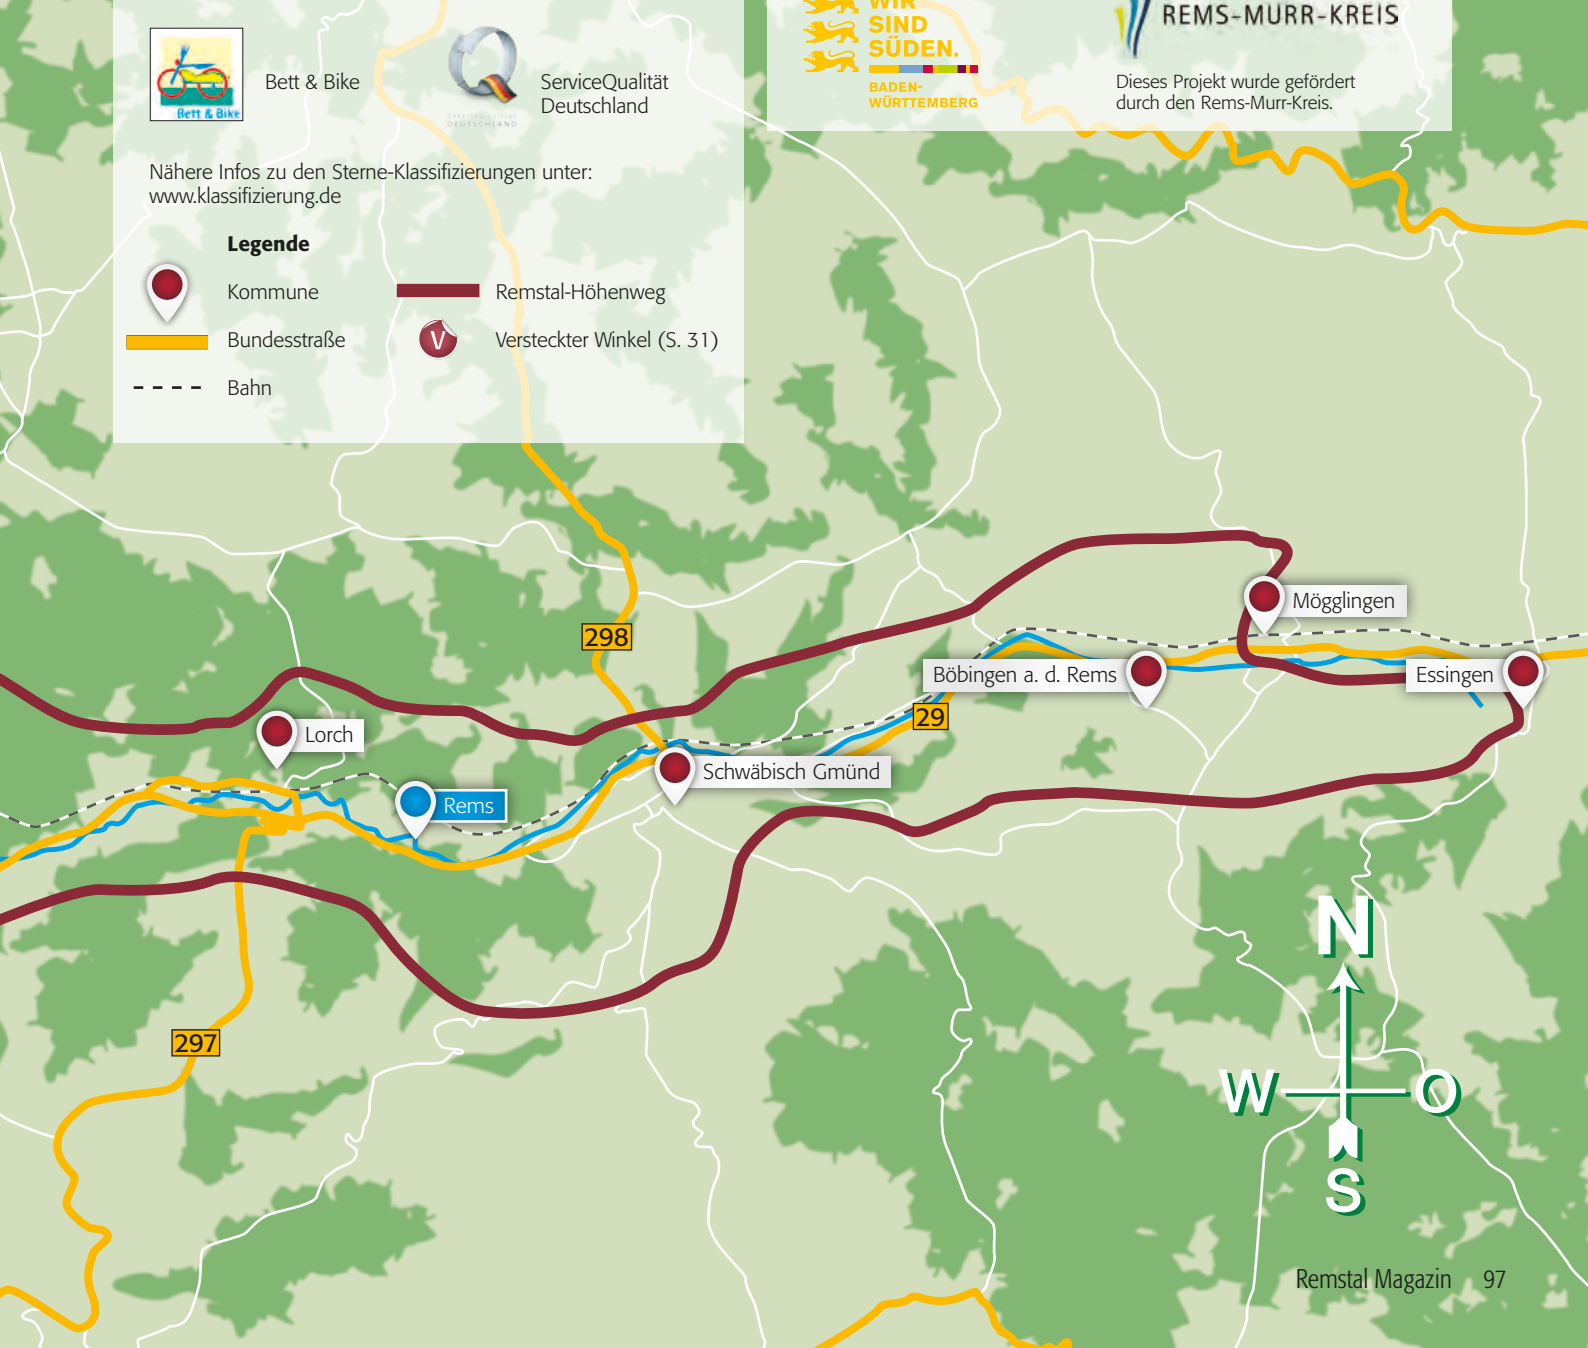 Bett & Bike
Bett & Bike
ServiceQualität
DEUTSCHLAND
ServiceQualität
Deutschland
WIR
SIND
SÜDEN.
BADEN-
WÜRTTEMBERG
REMS-MURR-KREIS
Dieses Projekt wurde gefördert
durch den Rems-Murr-Kreis.
Nähere Infos zu den Sterne-Klassifizierungen unter:
www.klassifizierung.de
Legende
Kommune
Remstal-Höhenweg
Bundesstraße
V
Versteckter Winkel (S. 31)
Bahn
298
Mögglingen
Böbingen a. d. Rems
Essingen
29
Lorch
Schwäbisch Gmünd
Rems
297
N
W
O
S
Remstal Magazin 97